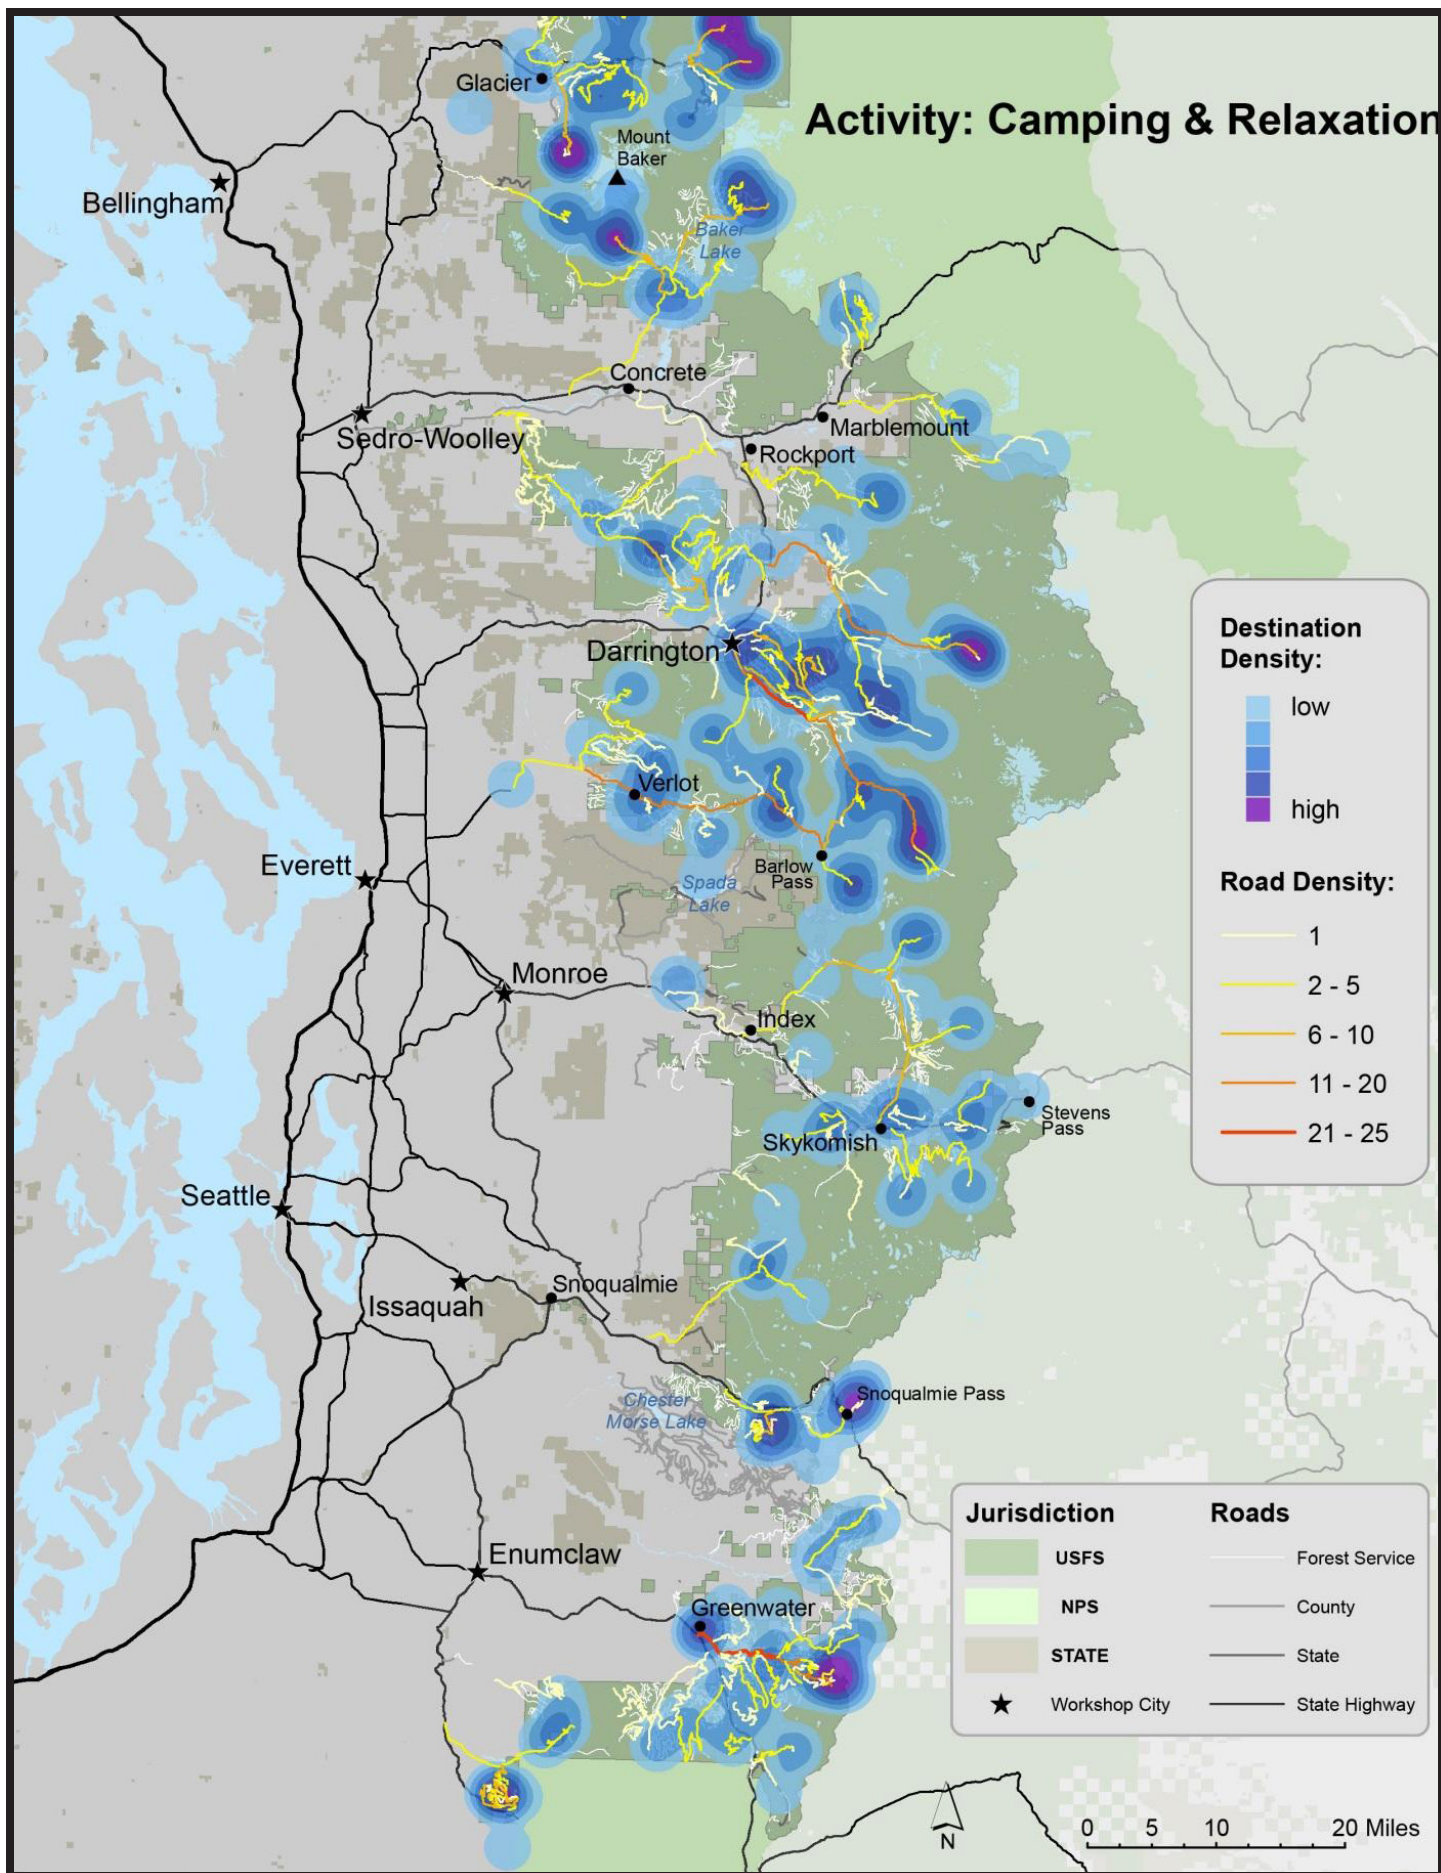 Activity: Camping & Relaxation
Glacier
Mount
Baker
Bellingham
Baker
Lake
Concrete
Sedro-Woolley
Marblemount
Rockport
Darrington
Verlot
Everett
Barlow
Pass
Spada
Lake
Monroe
Index
Stevens
Pass
Skykomish
Seattle
Snoqualmie
Issaquah
Snoqualmie Pass
Chester
Morse Lake
Enumclaw
Greenwater
Destination
Density:
low
high
Road Density:
1
2 - 5
6 - 10
11 - 20
21 - 25
Jurisdiction
USFS
NPS
STATE
Workshop City
Roads
Forest Service
County
State
State Highway
N
0 5 10 20 Miles